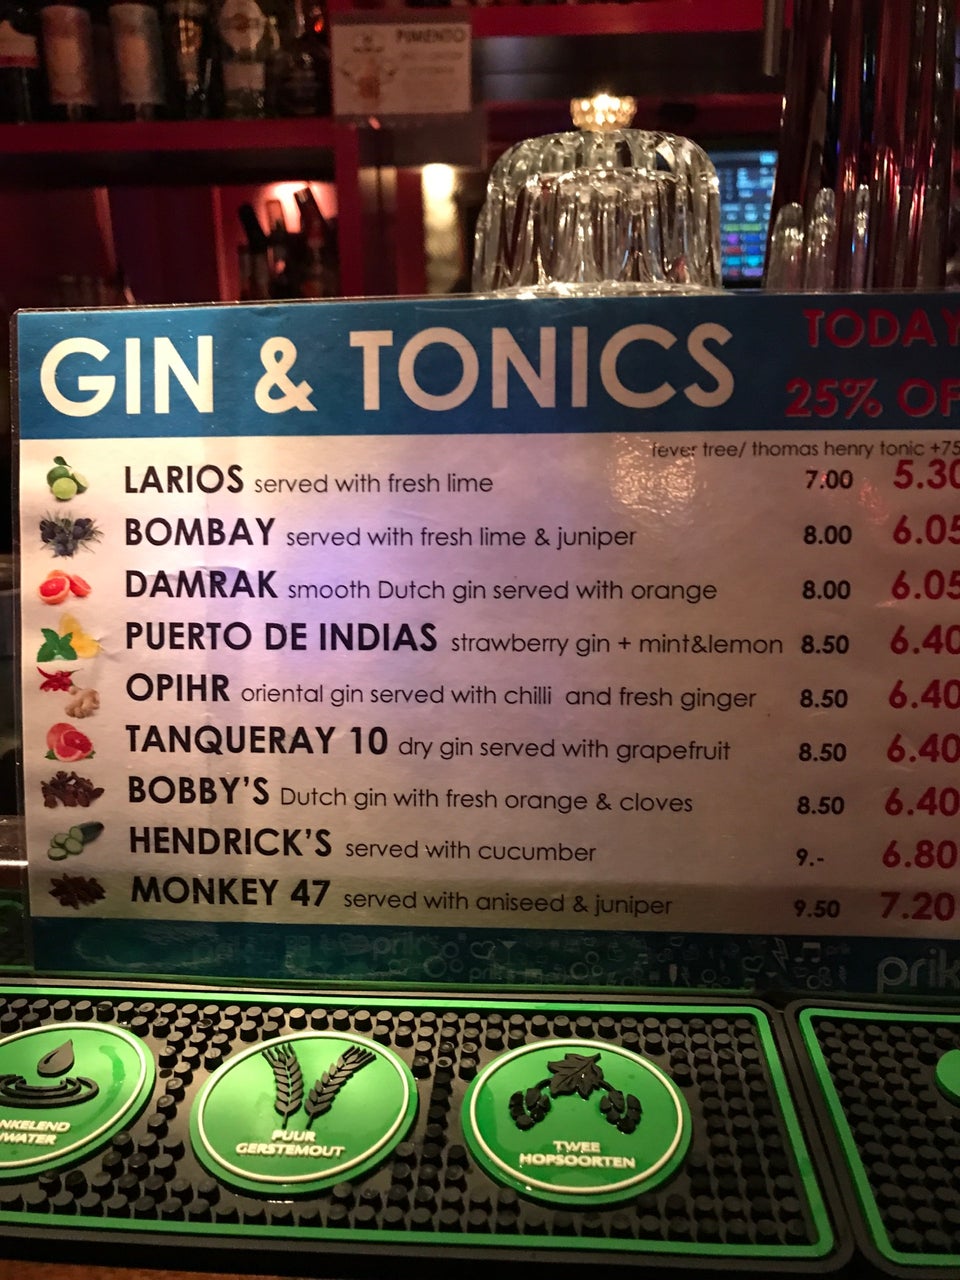 PIMENTO
GIN & TONICS
TODAY
25% OF
fever tree/ thomas henry tonic +75
LARIOS served with fresh lime 7.00 5.30
BOMBAY served with fresh lime & juniper 8.00 6.05
DAMRAK smooth Dutch gin served with orange 8.00 6.05
PUERTO DE INDIAS strawberry gin + mint&lemon 8.50 6.40
OPIHR oriental gin served with chilli and fresh ginger 8.50 6.40
TANQUERAY 10 dry gin served with grapefruit 8.50 6.40
BOBBY'S Dutch gin with fresh orange & cloves 8.50 6.40
HENDRICK'S served with cucumber 9.- 6.80
MONKEY 47 served with aniseed & juniper 9.50 7.20
prik
NKELEND
WATER
PUUR
GERSTEMOUT
TWEE
HOPSOORTEN